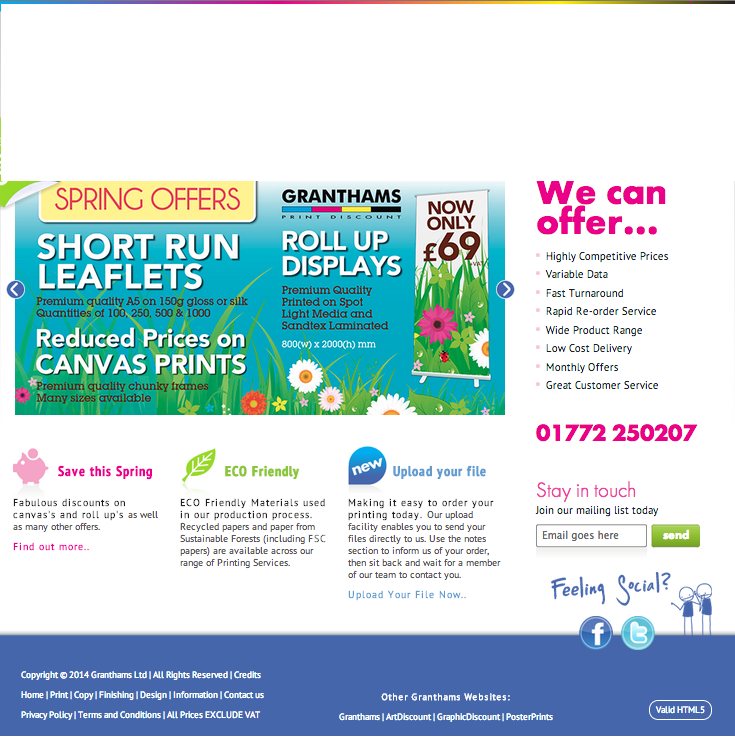 SPRING OFFERS
SHORT RUN
LEAFLETS
Premium quality A5 on 150g gloss or silk
Quantities of 100, 250, 500 & 1000
Reduced Prices on
CANVAS PRINTS
Premium quality chunky frames
Many sizes available
GRANTHAMS
PRINT DISCOUNT
ROLL UP
DISPLAYS
Premium Quality
Printed on Spot
Light Media and
Sandtex Laminated
800(w) x 2000(h) mm
NOW
ONLY
£69
+VAT
We can
offer...
Highly Competitive Prices
Variable Data
Fast Turnaround
Rapid Re-order Service
Wide Product Range
Low Cost Delivery
Monthly Offers
Great Customer Service
01772 250207
Save this Spring
Fabulous discounts on
canvas's and roll up's as well
as many other offers.
Find out more..
ECO Friendly
ECO Friendly Materials used
in our production process.
Recycled papers and paper from
Sustainable Forests (including FSC
papers) are available across our
range of Printing Services.
new
Upload your file
Making it easy to order your
printing today. Our upload
facility enables you to send your
files directly to us. Use the notes
section to inform us of your order,
then sit back and wait for a member
of our team to contact you.
Upload Your File Now..
Stay in touch
Join our mailing list today
Email goes here
send
Feeling Social?
f
t
Copyright © 2014 Granthams Ltd | All Rights Reserved | Credits
Home | Print | Copy | Finishing | Design | Information | Contact us
Privacy Policy | Terms and Conditions | All Prices EXCLUDE VAT
Other Granthams Websites:
Granthams | ArtDiscount | GraphicDiscount | PosterPrints
Valid HTML5